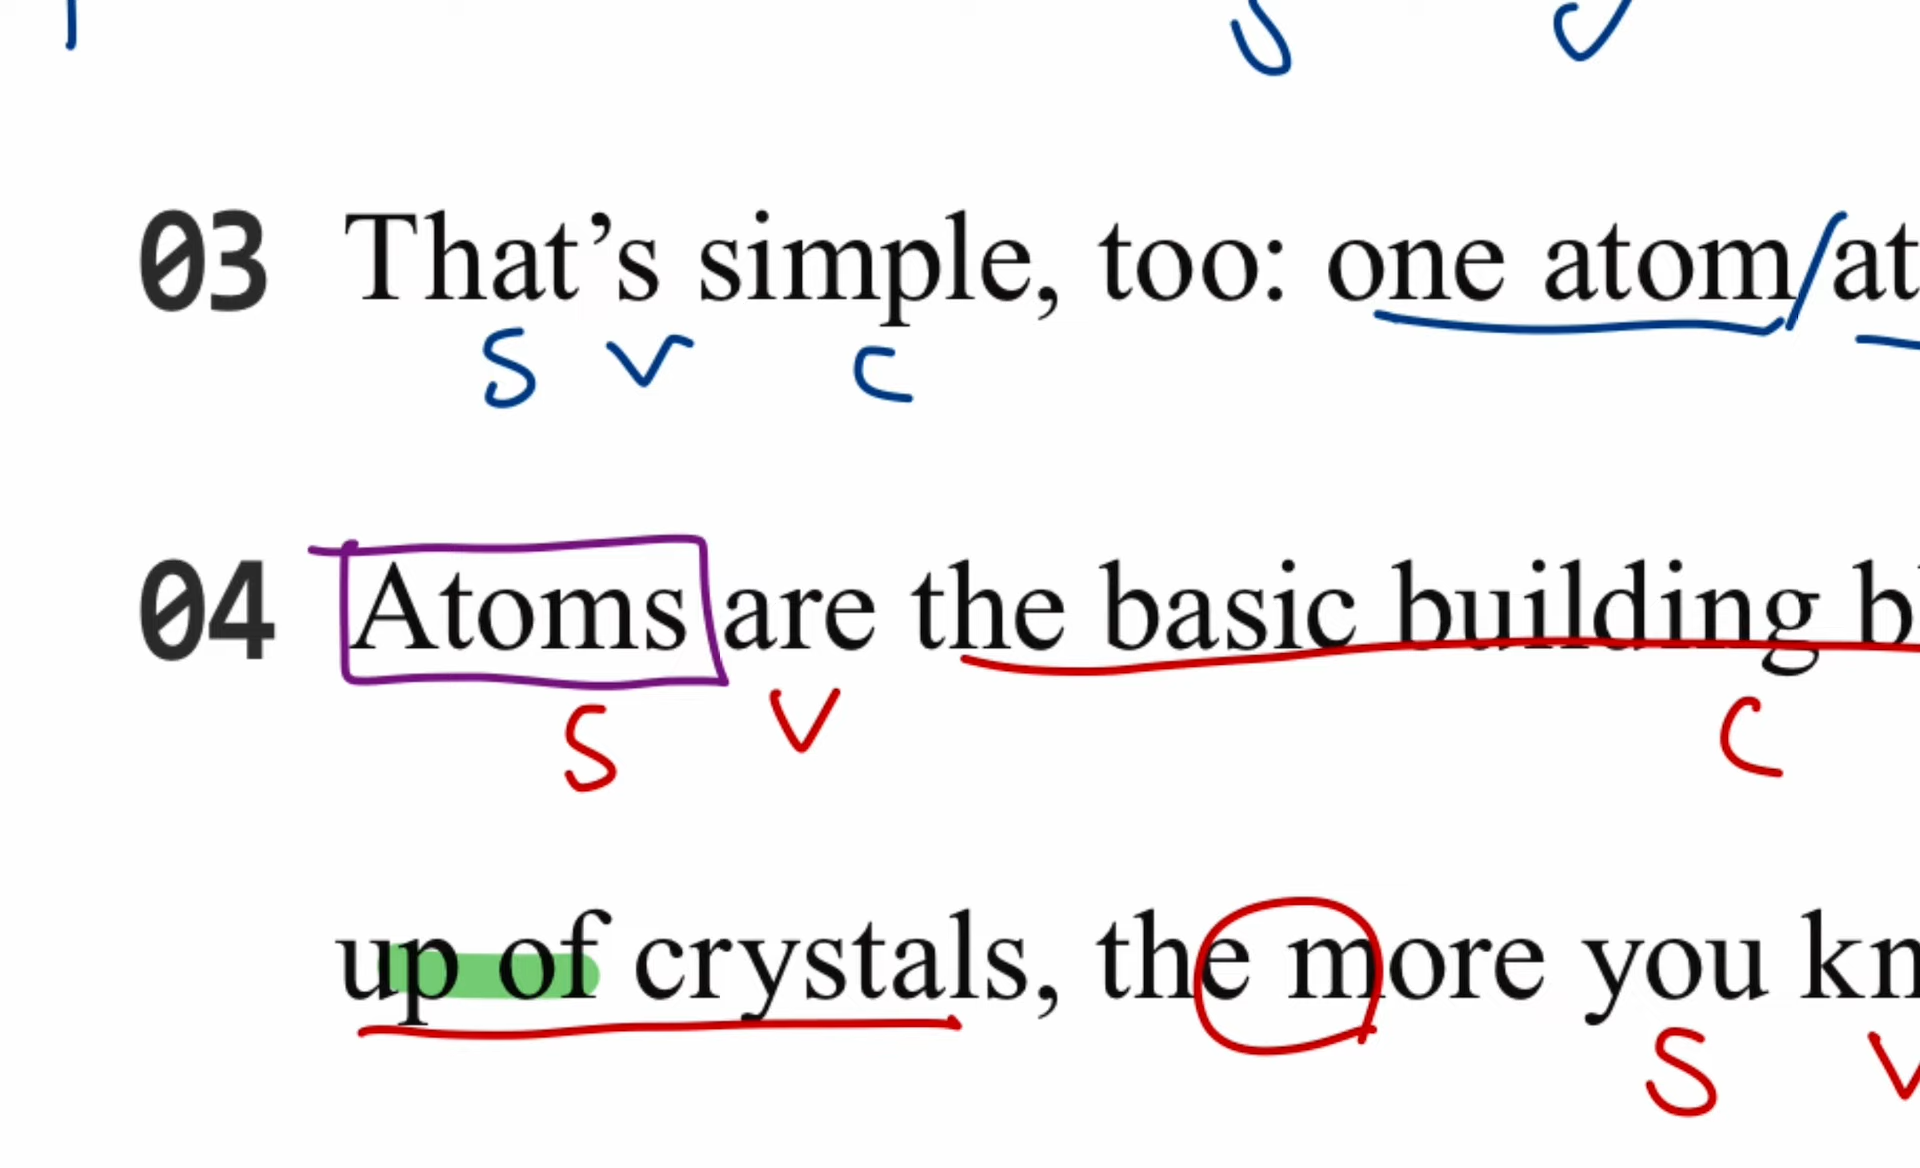 03 That’s simple, too: one atom/at
S V C
04 Atoms are the basic building b
S V C
up of crystals, the more you kn
S V